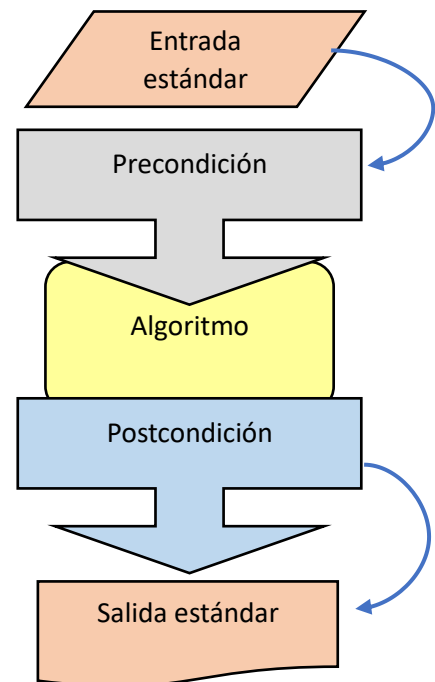 Entrada
estándar
Precondición
Algoritmo
Postcondición
Salida estándar